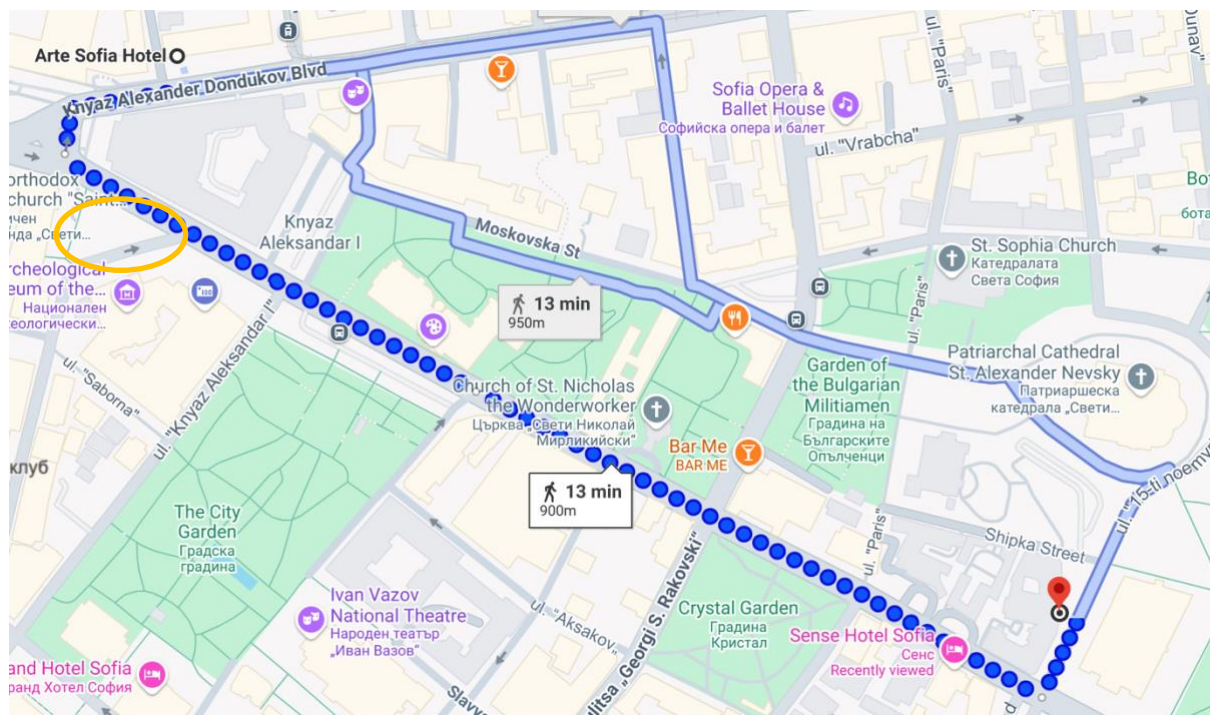 Arte Sofia Hotel
Knyaz Alexander Dondukov Blvd
ul. "Paris"
Dunav"
Sofia Opera &
Ballet House
Софийска опера и балет
ul. "Vrabcha"
orthodox
church "Saint...
ичен
нда „Свети...
Knyaz
Aleksandar I
Moskovska St
St. Sophia Church
Катедралата
Света София
Bot
бота
rcheological
eum of the...
Национален
еологически...
13 min
950m
ul. "Paris"
ul. "Saborna"
ul. "Knyaz Aleksandar I"
Garden of
the Bulgarian
Militiamen
Градина на
Българските
Опълченци
Patriarchal Cathedral
St. Alexander Nevsky
Патриаршеска
катедрала „Свети...
Church of St. Nicholas
the Wonderworker
Църква „Свети Николай
Мирликийски"
Bar Me
BAR ME
клуб
13 min
900m
ul. "15-ti noemvri
The City
Garden
Градска
градина
Shipka Street
ul. "Paris"
Ivan Vazov
National Theatre
Народен театър
„Иван Вазов"
ul. "Aksakov"
ulitsa „Georgi S. Rakovski"
Crystal Garden
Градина
Кристал
Sense Hotel Sofia
Сенс
Recently viewed
and Hotel Sofia
ранд Хотел София
Slavy